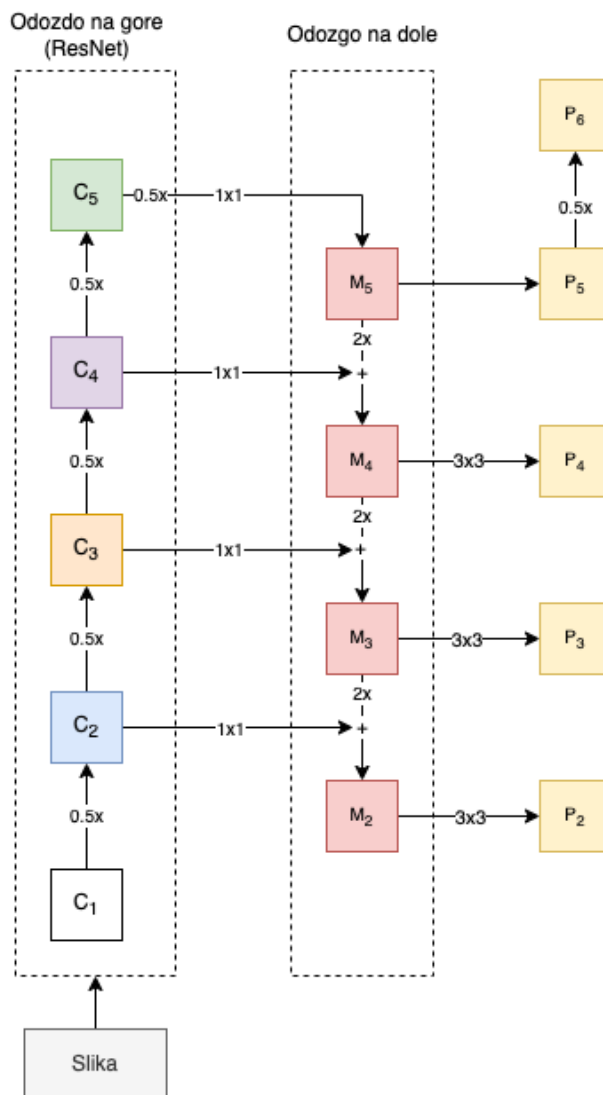 Odozdo na gore
(ResNet)
Odozgo na dole
P6
C5
0.5x
1x1
0.5x
M5
P5
0.5x
2x
C4
1x1
+
0.5x
M4
3x3
P4
2x
C3
1x1
+
0.5x
M3
3x3
P3
2x
C2
1x1
+
0.5x
M2
3x3
P2
C1
Slika